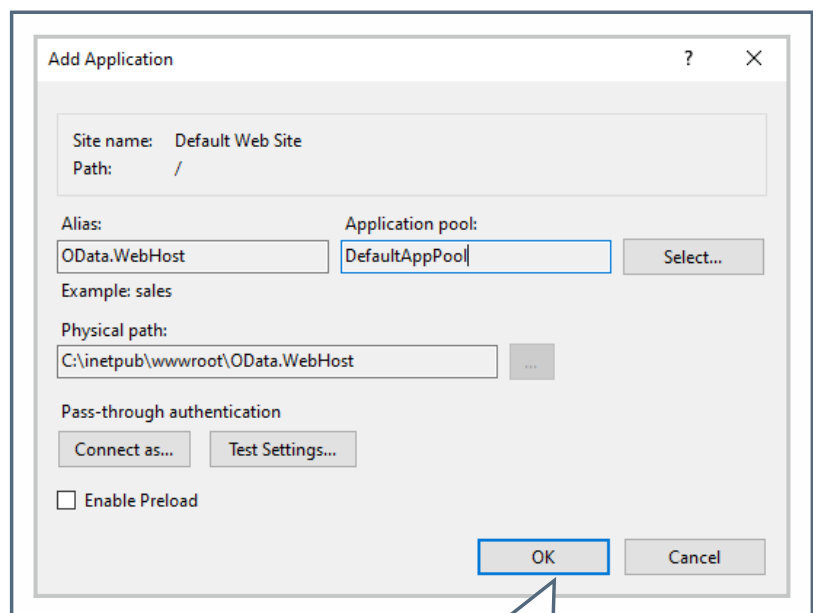 Add Application
?
Site name: Default Web Site
Path: /
Alias:
Application pool:
OData.WebHost
DefaultAppPool
Select...
Example: sales
Physical path:
C:\inetpub\wwwroot\OData.WebHost
...
Pass-through authentication
Connect as...
Test Settings...
Enable Preload
OK
Cancel